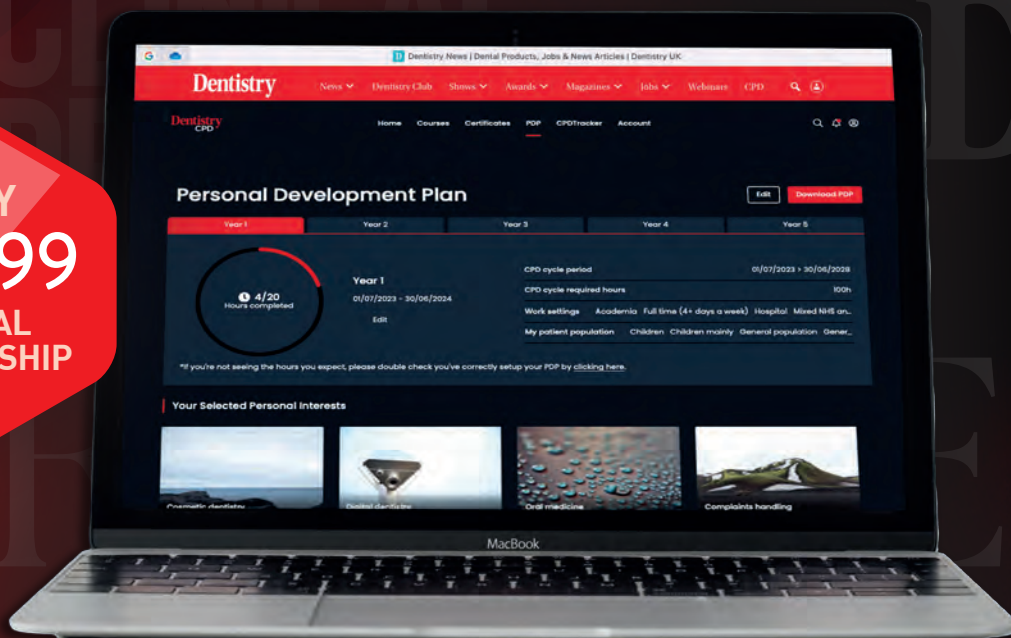 Dentistry News | Dental Products, Jobs & News Articles | Dentistry UK
Dentistry News Dentistry Club Shows Awards Magazines Jobs Webinars CPD
Dentistry CPD Home Courses Certificates PDP CPDTracker Account
Personal Development Plan Edit Download PDP
Year 1 Year 2 Year 3 Year 4 Year 5
4/20
Hours completed
Year 1
01/07/2023 - 30/06/2024
Edit
CPD cycle period 01/07/2023 > 30/06/2028
CPD cycle required hours 100h
Work settings Academia Full time (4+ days a week) Hospital Mixed NHS an...
My patient population Children Children mainly General population Gener...
*If you're not seeing the hours you expect, please double check you've correctly setup your PDP by clicking here.
Your Selected Personal Interests
Cosmetic dentistry Digital dentistry Oral medicine Complaints handling
MacBook
Y
99
AL
SHIP